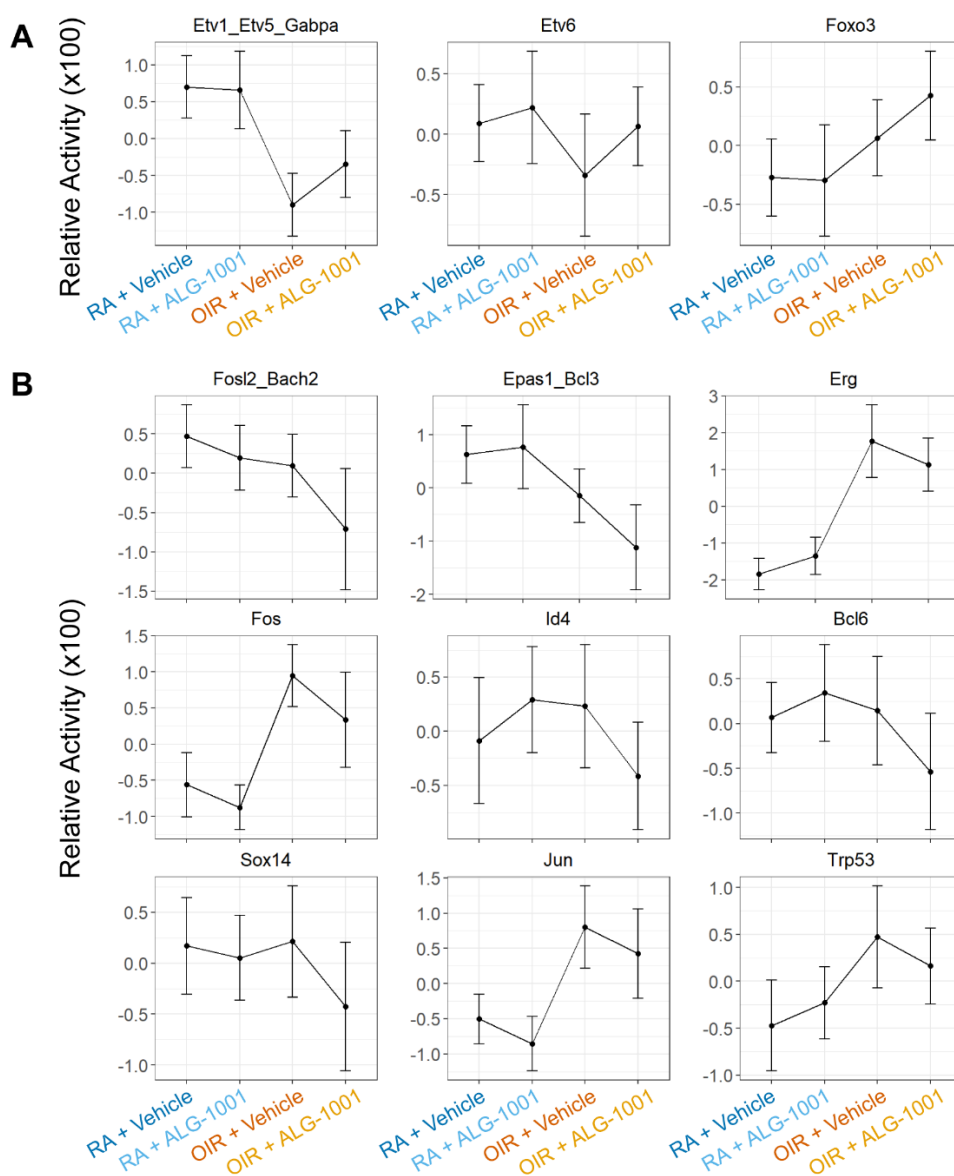 A
Etv1_Etv5_Gabpa
Etv6
Foxo3
Relative Activity (x100)
1.0
0.5
0.0
-0.5
-1.0
0.5
0.0
-0.5
0.5
0.0
-0.5
RA + Vehicle
RA + ALG-1001
OIR + Vehicle
OIR + ALG-1001
RA + Vehicle
RA + ALG-1001
OIR + Vehicle
OIR + ALG-1001
RA + Vehicle
RA + ALG-1001
OIR + Vehicle
OIR + ALG-1001
B
Fosl2_Bach2
Epas1_Bcl3
Erg
Relative Activity (x100)
0.5
0.0
-0.5
-1.0
-1.5
1
0
-1
-2
3
2
1
0
-1
-2
Fos
Id4
Bcl6
1.5
1.0
0.5
0.0
-0.5
-1.0
0.5
0.0
-0.5
0.5
0.0
-0.5
-1.0
Sox14
Jun
Trp53
0.5
0.0
-0.5
-1.0
1.5
1.0
0.5
0.0
-0.5
-1.0
1.0
0.5
0.0
-0.5
-1.0
RA + Vehicle
RA + ALG-1001
OIR + Vehicle
OIR + ALG-1001
RA + Vehicle
RA + ALG-1001
OIR + Vehicle
OIR + ALG-1001
RA + Vehicle
RA + ALG-1001
OIR + Vehicle
OIR + ALG-1001